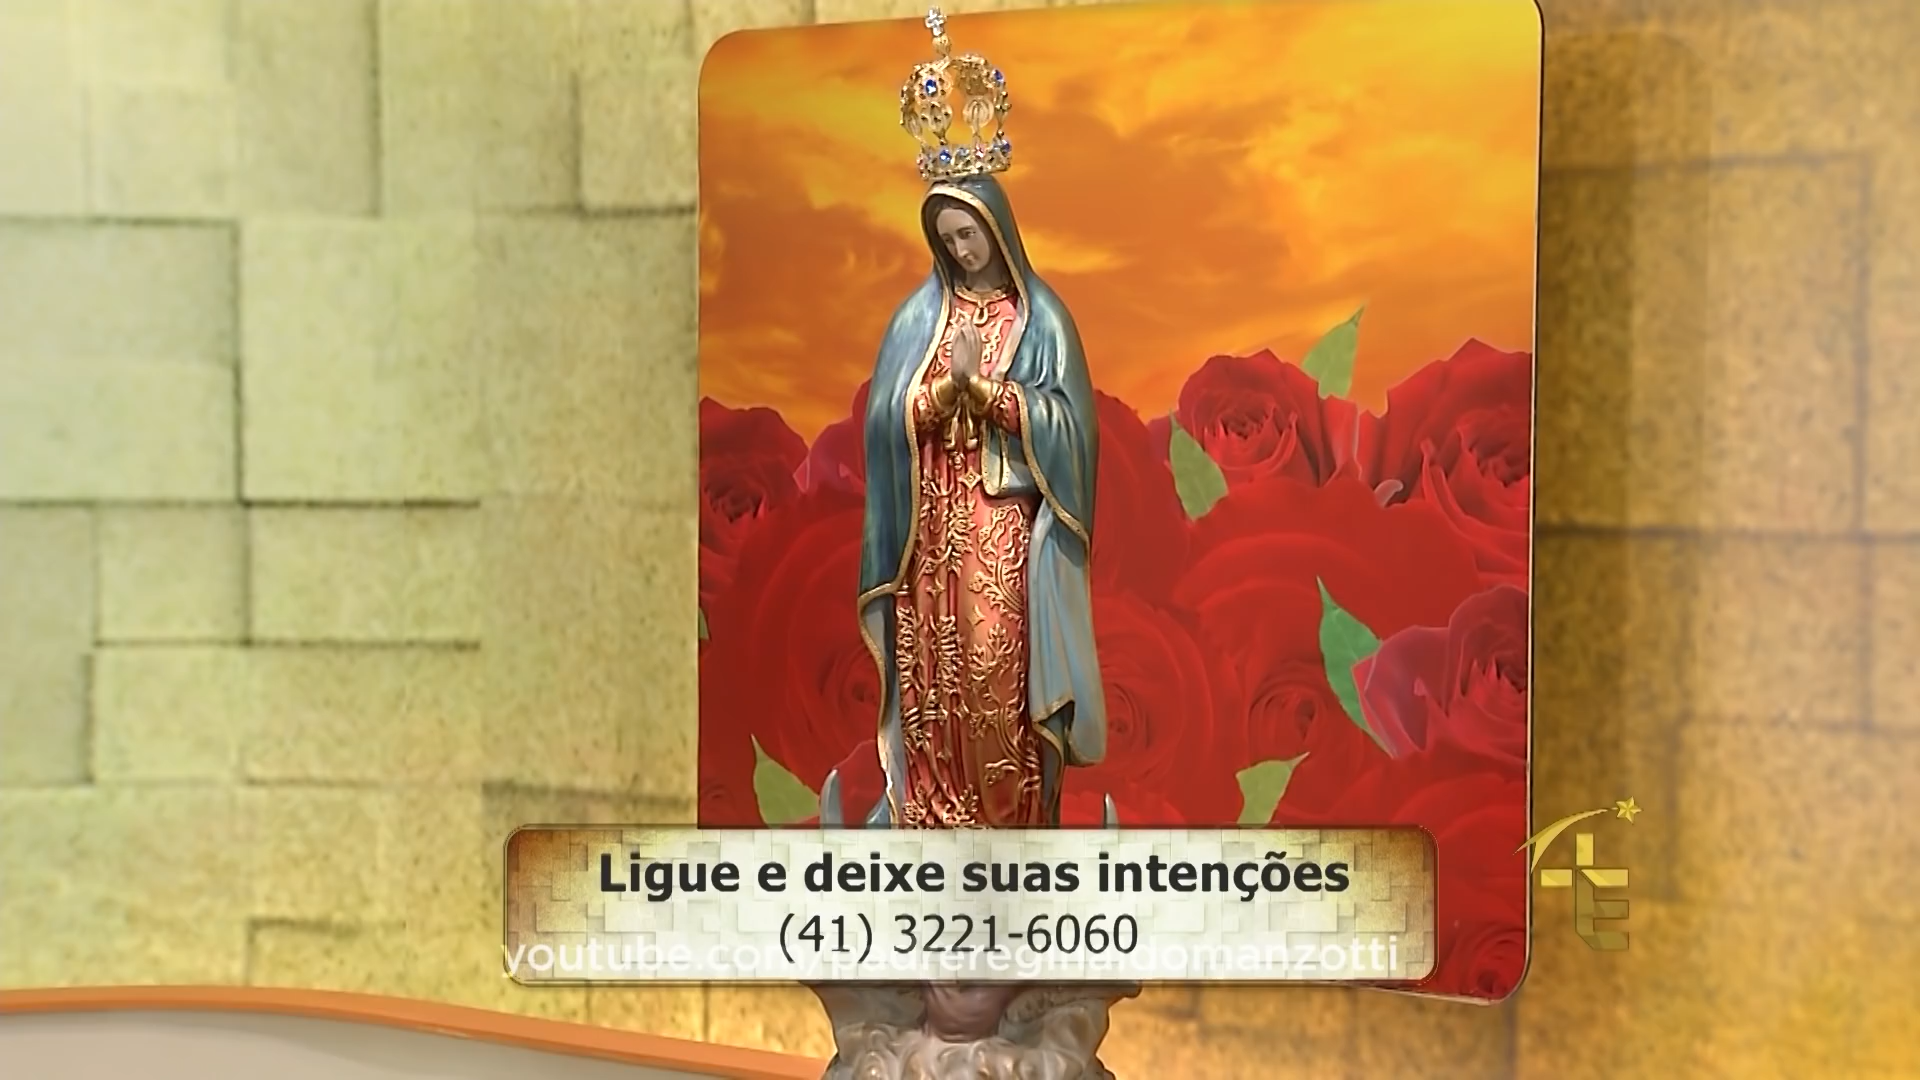 Ligue e deixe suas intenções
(41) 3221-6060
youtube.com/padrereginaldomanzotti